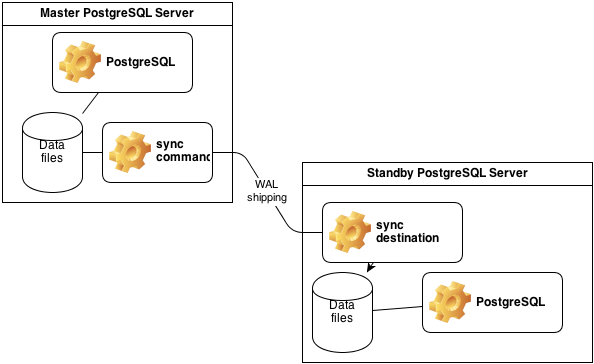 Master PostgreSQL Server
PostgreSQL
Data
files
sync
command
WAL
shipping
Standby PostgreSQL Server
sync
destination
Data
files
PostgreSQL